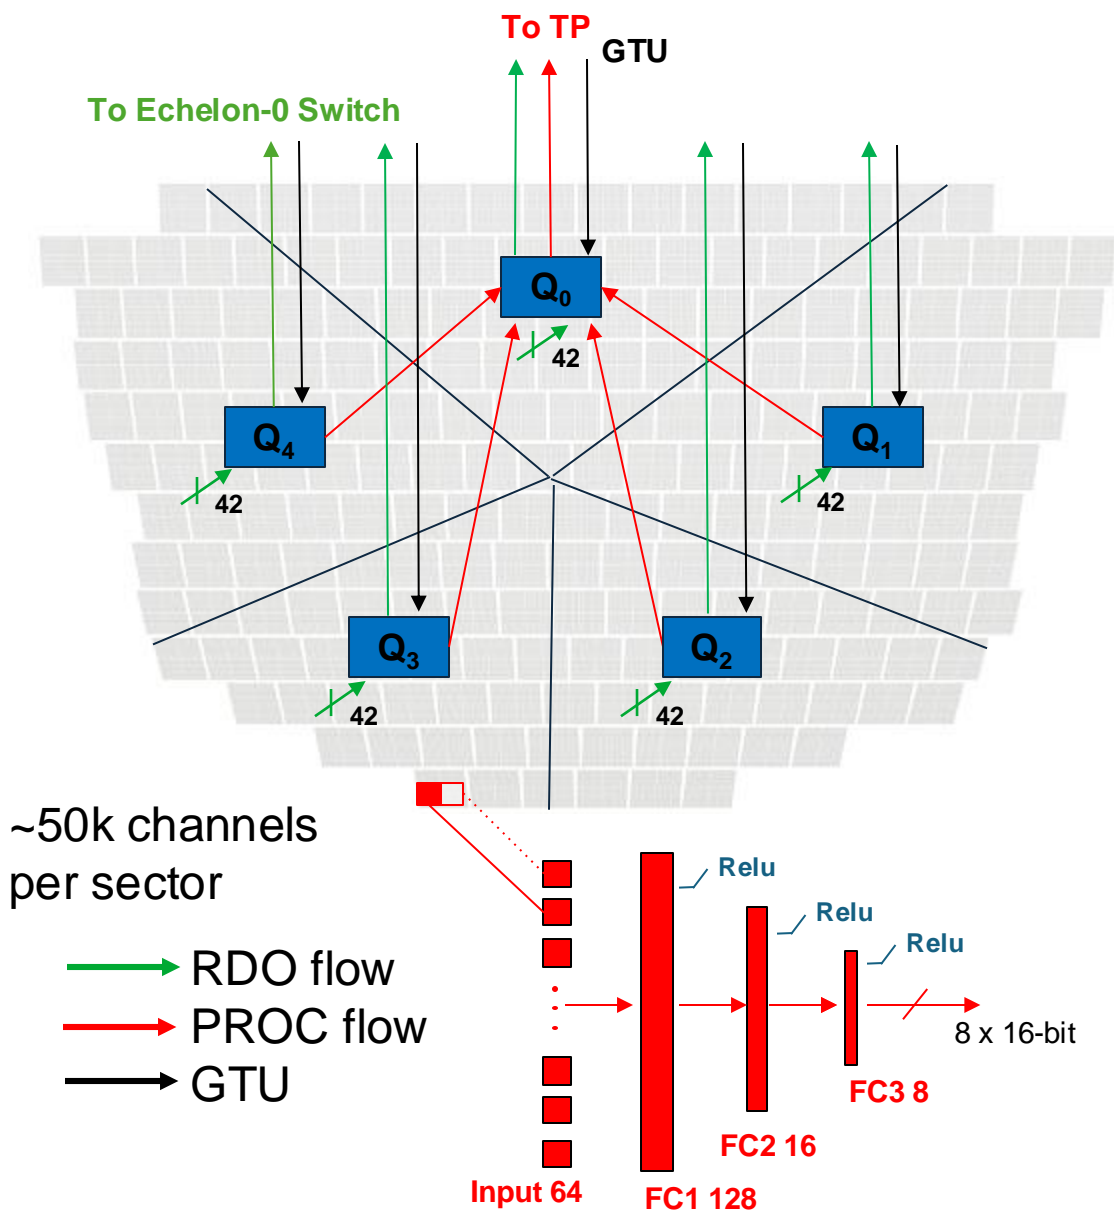 To TP
GTU
To Echelon-0 Switch
Q0
42
Q4
42
Q1
42
Q3
42
Q2
42
~50k channels
per sector
RDO flow
PROC flow
GTU
Relu
Relu
Relu
8 x 16-bit
FC3 8
FC2 16
Input 64
FC1 128